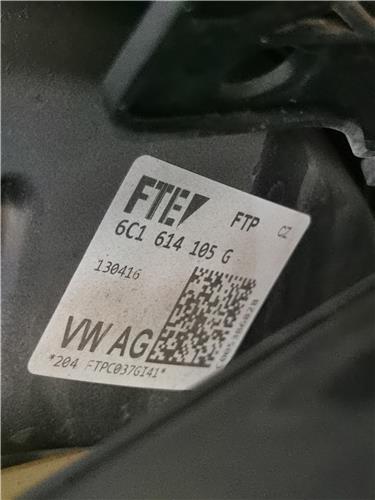 FTE FTP CZ
6C1 614 105 G
130416
VW AG
*204 FTPC037GI41*